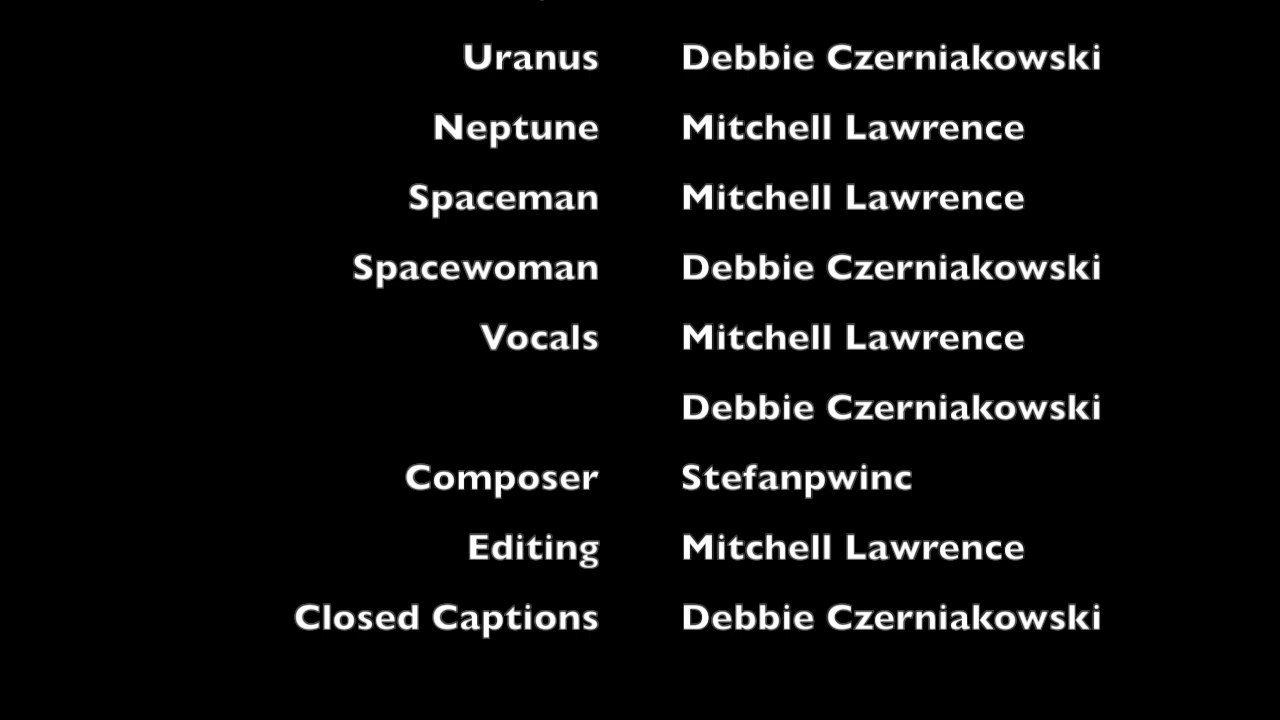 Uranus Debbie Czerniakowski
Neptune Mitchell Lawrence
Spaceman Mitchell Lawrence
Spacewoman Debbie Czerniakowski
Vocals Mitchell Lawrence
Debbie Czerniakowski
Composer Stefanpwinc
Editing Mitchell Lawrence
Closed Captions Debbie Czerniakowski